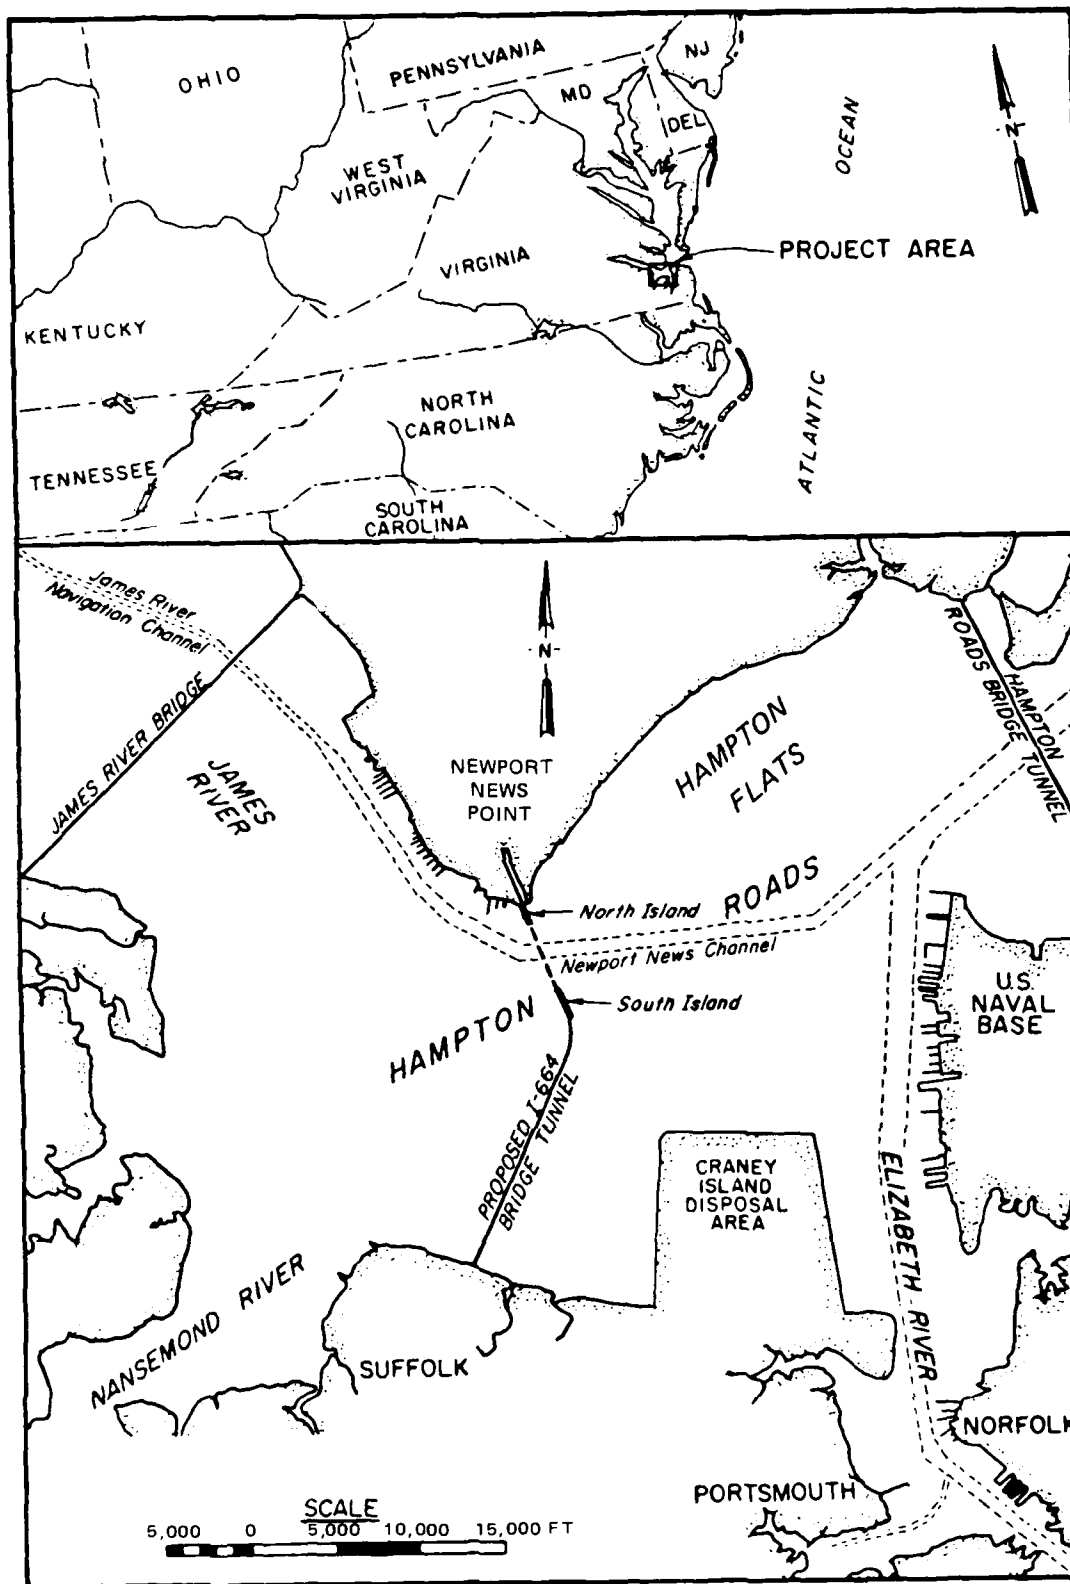 OHIO
PENNSYLVANIA
NJ
MD
DEL
OCEAN
N
WEST
VIRGINIA
VIRGINIA
PROJECT AREA
KENTUCKY
NORTH
CAROLINA
ATLANTIC
TENNESSEE
SOUTH
CAROLINA
James River
Navigation Channel
N
ROADS BRIDGE TUNNEL
HAMPTON
JAMES RIVER BRIDGE
JAMES
RIVER
NEWPORT
NEWS
POINT
HAMPTON
FLATS
North Island
ROADS
Newport News Channel
South Island
HAMPTON
U.S.
NAVAL
BASE
PROPOSED I-664
BRIDGE TUNNEL
CRANEY
ISLAND
DISPOSAL
AREA
ELIZABETH RIVER
NANSEMOND RIVER
SUFFOLK
NORFOLK
PORTSMOUTH
SCALE
5,000 0 5,000 10,000 15,000 FT